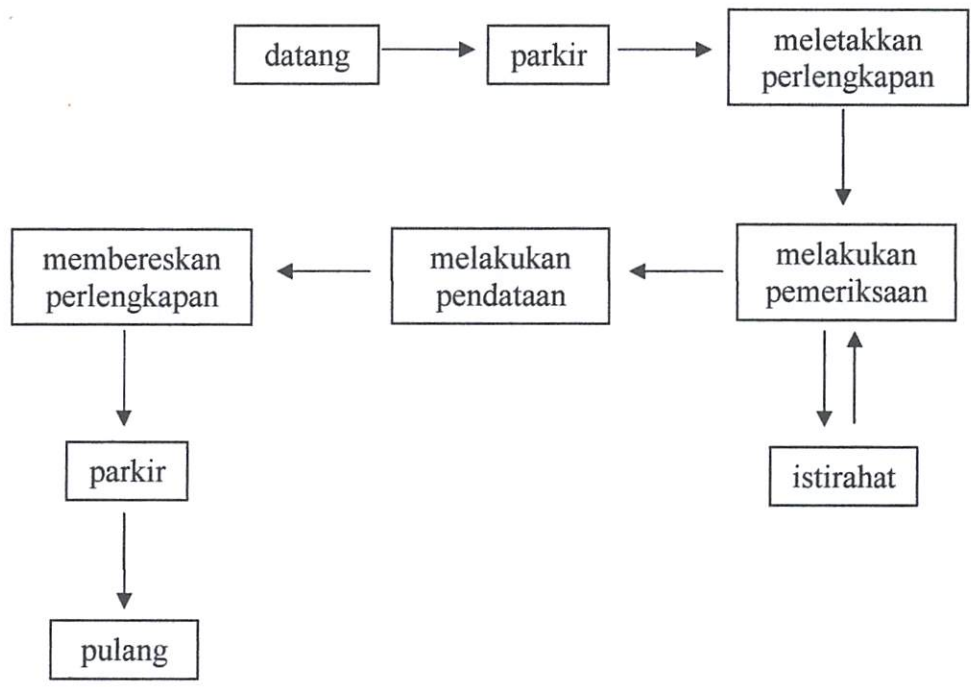 datang
parkir
meletakkan
perlengkapan
membereskan
perlengkapan
melakukan
pendataan
melakukan
pemeriksaan
parkir
istirahat
pulang